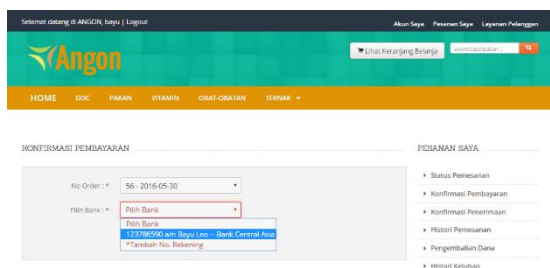 Selamat datang di ANGON, bayu | Logout
Akun Saya Pesanan Saya Layanan Pelanggan
Angon
Lihat Keranjang Belanja
HOME DOC PAKAN VITAMIN OBAT-OBATAN TERNAK
KONFIRMASI PEMBAYARAN
No Order : * 56 - 2016-05-30
Pilih Bank : * Pilih Bank
Pilih Bank
123786590 a/n Bayu Leo -- Bank Central Asia
*Tambah No. Rekening
PESANAN SAYA
Status Pemesanan
Konfirmasi Pembayaran
Konfirmasi Penerimaan
Histori Pemesanan
Pengembalian Dana
Histori Keluhan